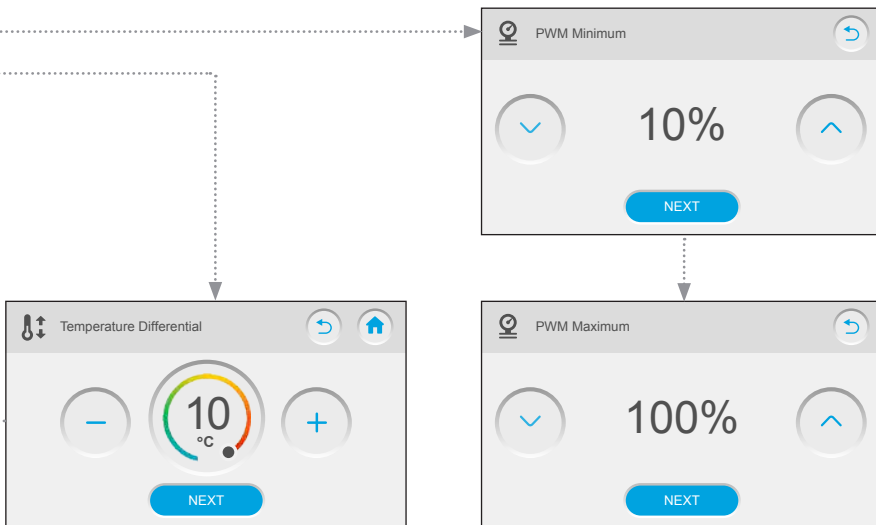 PWM Minimum
10%
NEXT
Temperature Differential
10
°C
NEXT
PWM Maximum
100%
NEXT